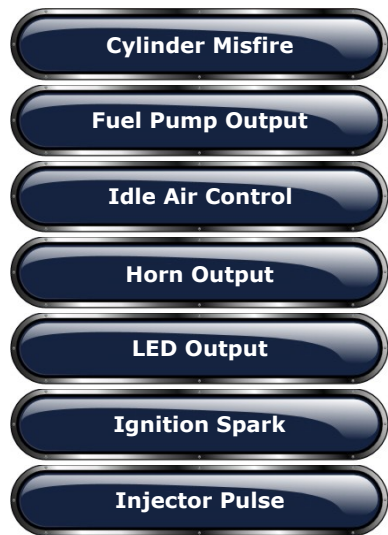 Cylinder Misfire
Fuel Pump Output
Idle Air Control
Horn Output
LED Output
Ignition Spark
Injector Pulse